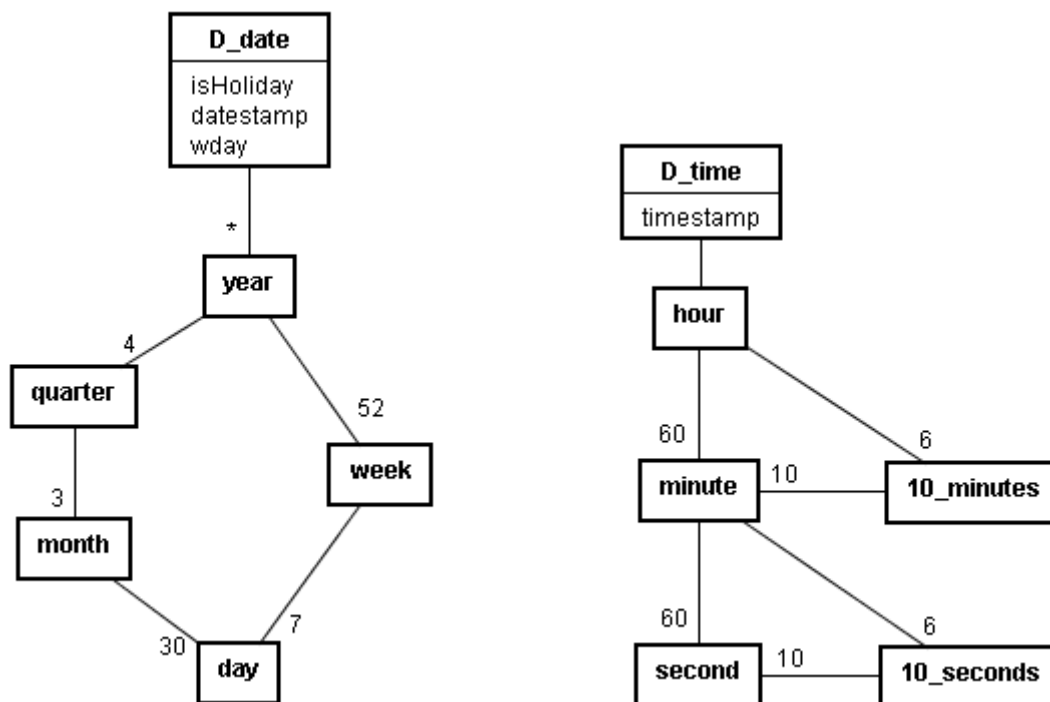 D_date
isHoliday
datestamp
wday
*
year
4
quarter
52
week
3
month
30
7
day
D_time
timestamp
hour
60
6
minute
10
10_minutes
60
6
second
10
10_seconds